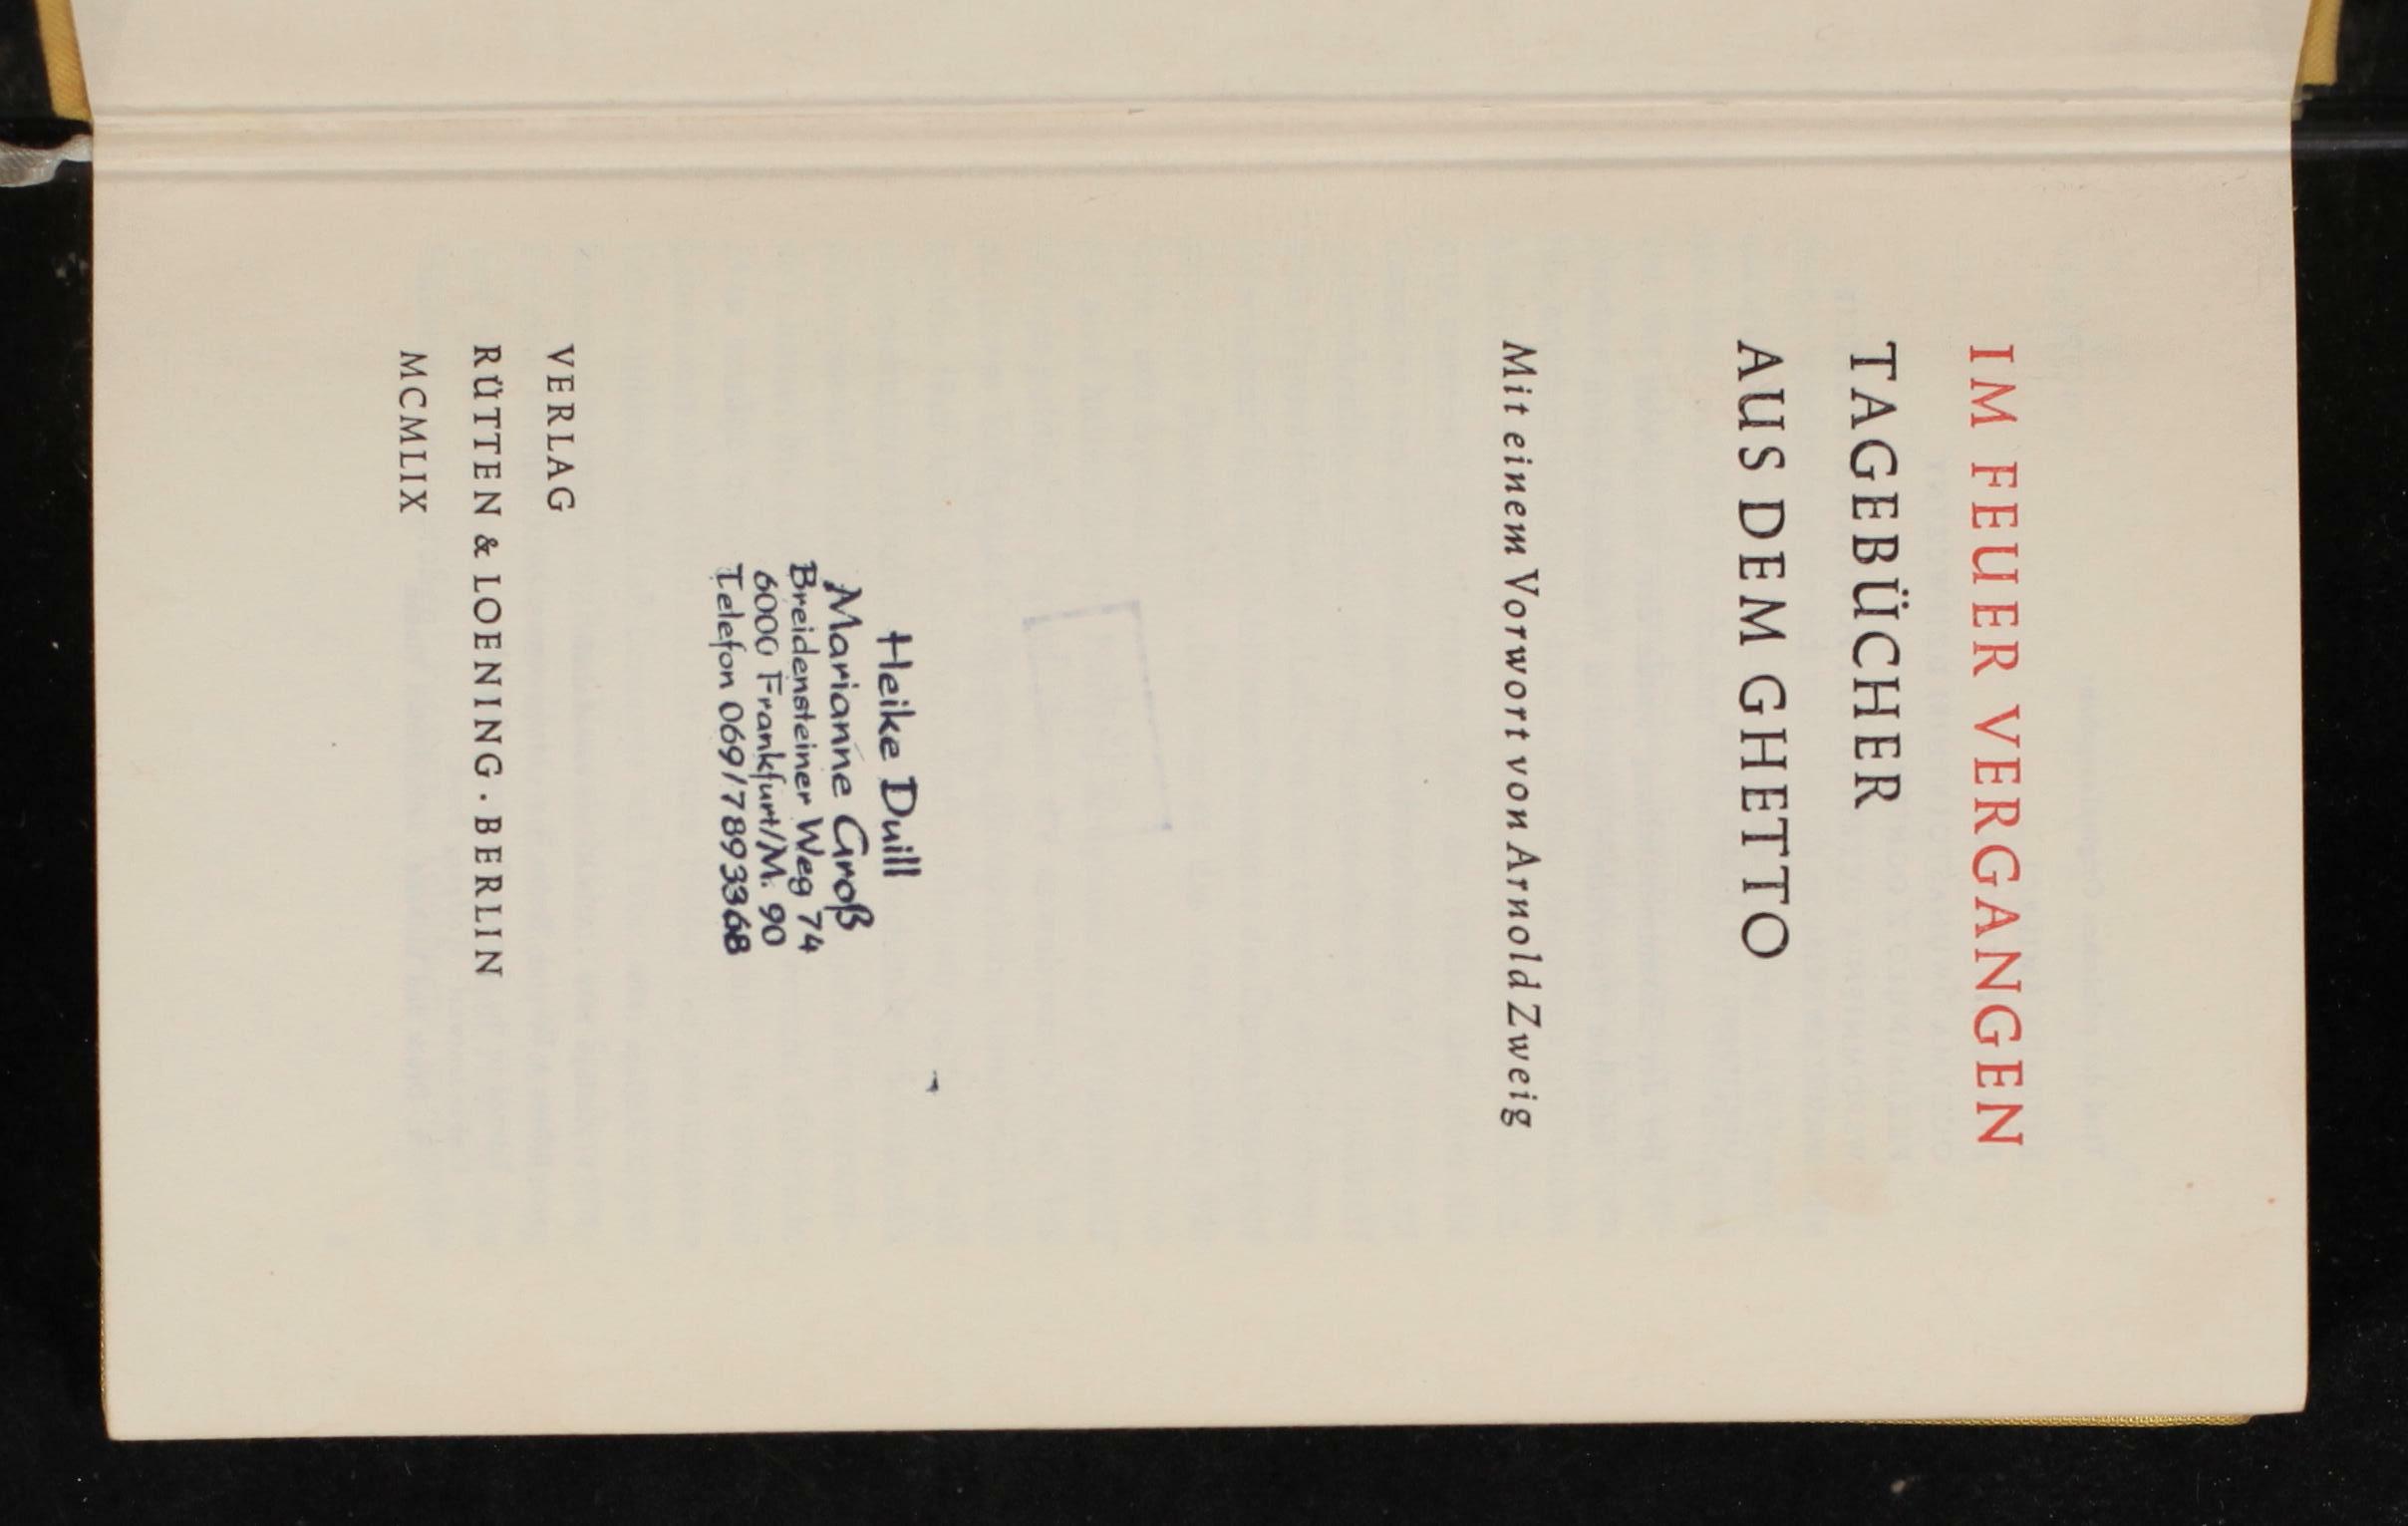 IM FEUER VERGANGEN
TAGEBÜCHER
AUS DEM GHETTO
Mit einem Vorwort von Arnold Zweig
Heike Duill
Marianne Groß
Breidensteiner Weg 74
6000 Frankfurt/M. 90
Telefon 069/7893368
VERLAG
RÜTTEN & LOENING · BERLIN
MCMLIX